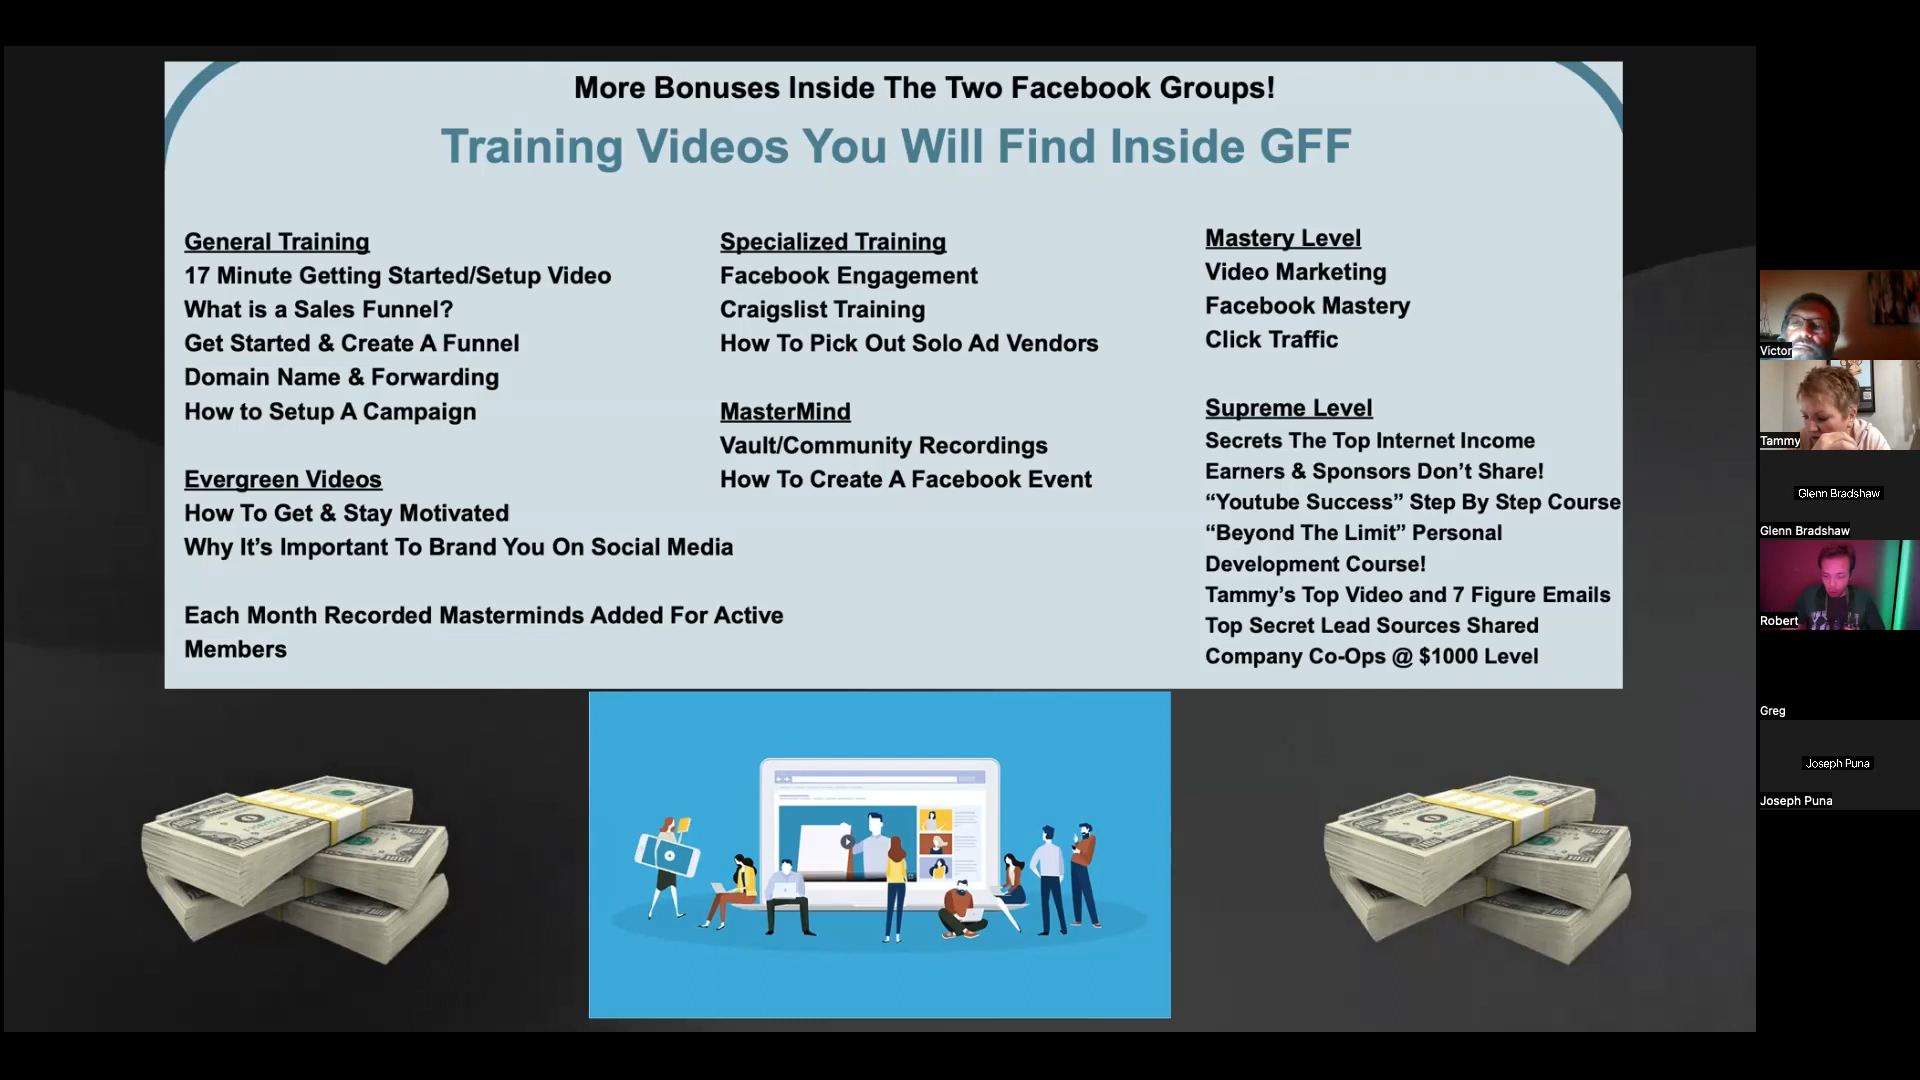 More Bonuses Inside The Two Facebook Groups!
Training Videos You Will Find Inside GFF
General Training
17 Minute Getting Started/Setup Video
What is a Sales Funnel?
Get Started & Create A Funnel
Domain Name & Forwarding
How to Setup A Campaign
Evergreen Videos
How To Get & Stay Motivated
Why It’s Important To Brand You On Social Media
Each Month Recorded Masterminds Added For Active
Members
Specialized Training
Facebook Engagement
Craigslist Training
How To Pick Out Solo Ad Vendors
MasterMind
Vault/Community Recordings
How To Create A Facebook Event
Mastery Level
Video Marketing
Facebook Mastery
Click Traffic
Supreme Level
Secrets The Top Internet Income
Earners & Sponsors Don’t Share!
“Youtube Success” Step By Step Course
“Beyond The Limit” Personal
Development Course!
Tammy’s Top Video and 7 Figure Emails
Top Secret Lead Sources Shared
Company Co-Ops @ $1000 Level
Victor
Tammy
Glenn Bradshaw
Glenn Bradshaw
Robert
Greg
Joseph Puna
Joseph Puna